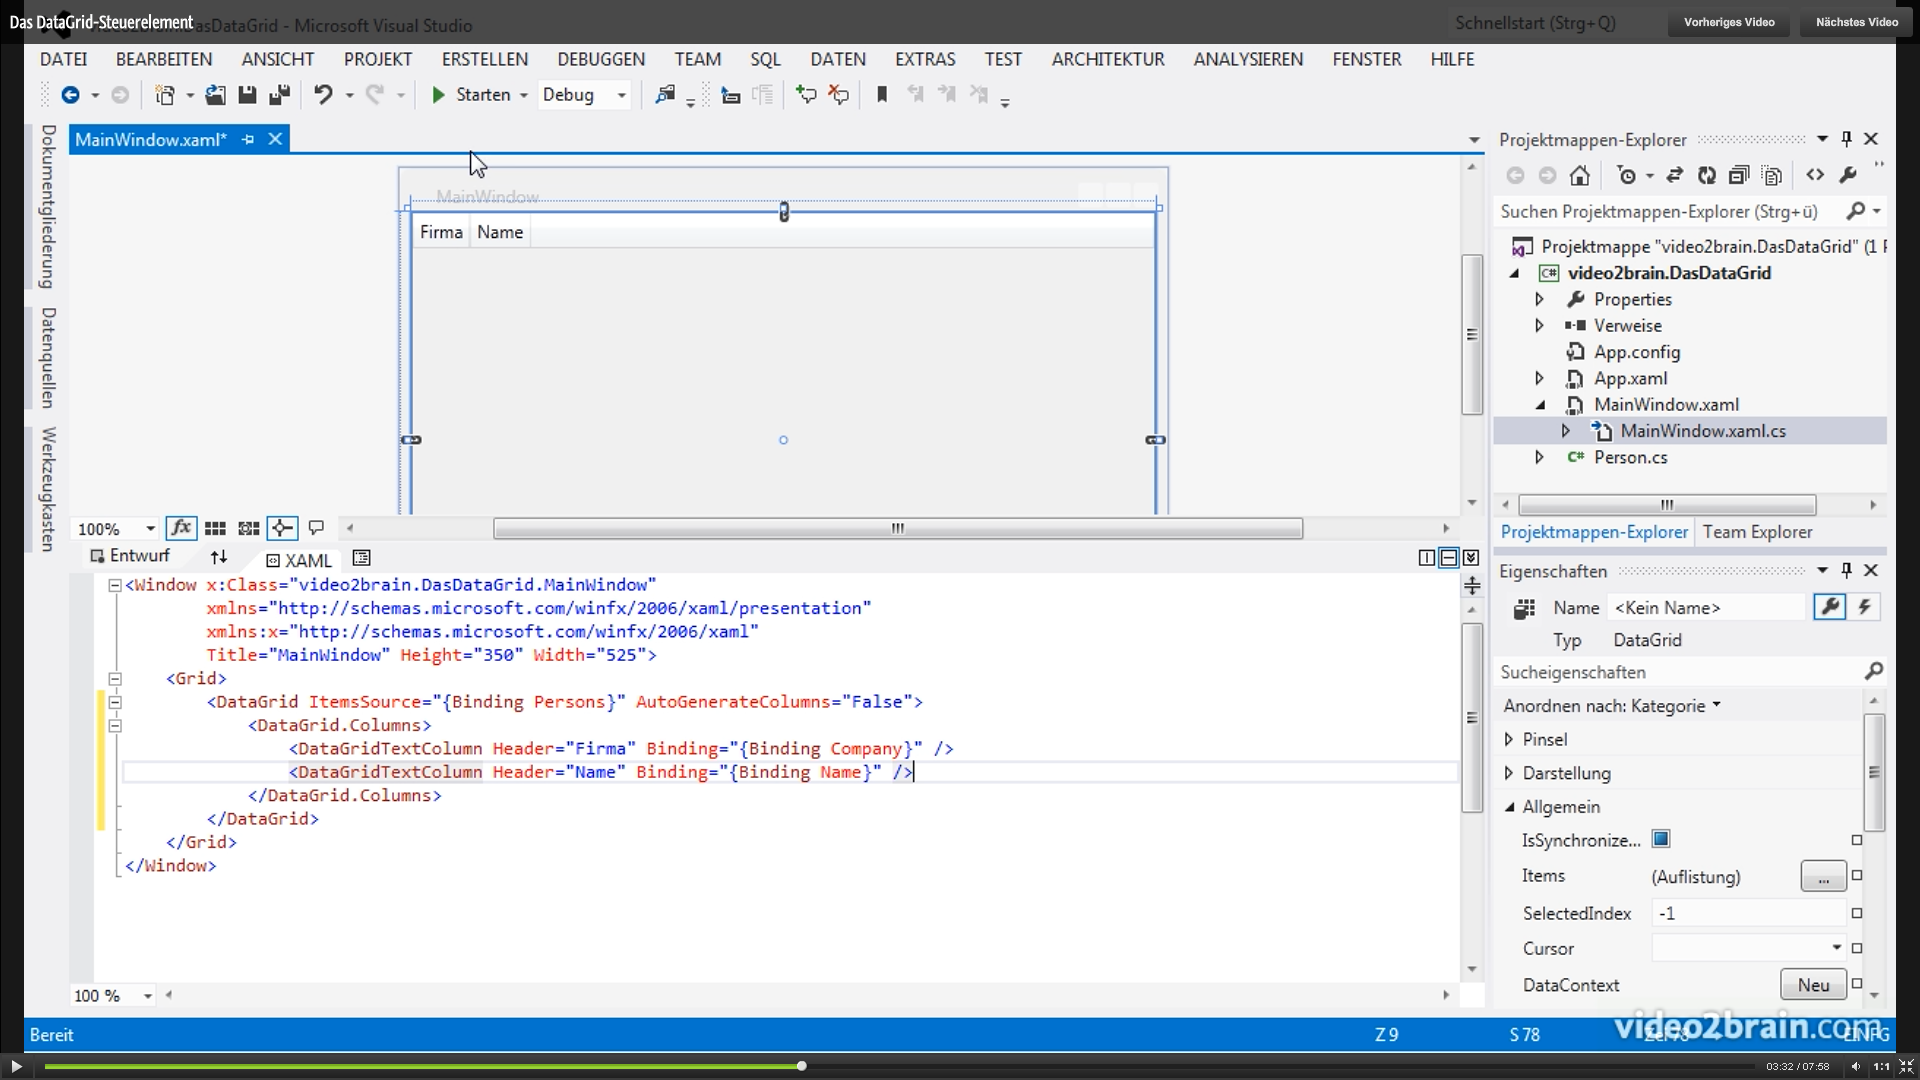 Das DataGrid-Steuerelement
DasDataGrid - Microsoft Visual Studio
Schnellstart (Strg+Q)
Vorheriges Video
Nächstes Video
DATEI BEARBEITEN ANSICHT PROJEKT ERSTELLEN DEBUGGEN TEAM SQL DATEN EXTRAS TEST ARCHITEKTUR ANALYSIEREN FENSTER HILFE
Starten Debug
Dokumentgliederung
Datenquellen
Werkzeugkasten
MainWindow.xaml*
MainWindow
Firma Name
100%
Entwurf XAML
<Window x:Class="video2brain.DasDataGrid.MainWindow"
xmlns="http://schemas.microsoft.com/winfx/2006/xaml/presentation"
xmlns:x="http://schemas.microsoft.com/winfx/2006/xaml"
Title="MainWindow" Height="350" Width="525">
<Grid>
<DataGrid ItemsSource="{Binding Persons}" AutoGenerateColumns="False">
<DataGrid.Columns>
<DataGridTextColumn Header="Firma" Binding="{Binding Company}" />
<DataGridTextColumn Header="Name" Binding="{Binding Name}" />
</DataGrid.Columns>
</DataGrid>
</Grid>
</Window>
100 %
Projektmappen-Explorer
Suchen Projektmappen-Explorer (Strg+ü)
Projektmappe "video2brain.DasDataGrid" (1
C# video2brain.DasDataGrid
Properties
Verweise
App.config
App.xaml
MainWindow.xaml
MainWindow.xaml.cs
C# Person.cs
Projektmappen-Explorer Team Explorer
Eigenschaften
Name <Kein Name>
Typ DataGrid
Sucheigenschaften
Anordnen nach: Kategorie
Pinsel
Darstellung
Allgemein
IsSynchronize...
Items (Auflistung) ...
SelectedIndex -1
Cursor
DataContext Neu
Bereit Z 9 S 78 EINFG
video2brain.com
03:32 / 07:58 1:1